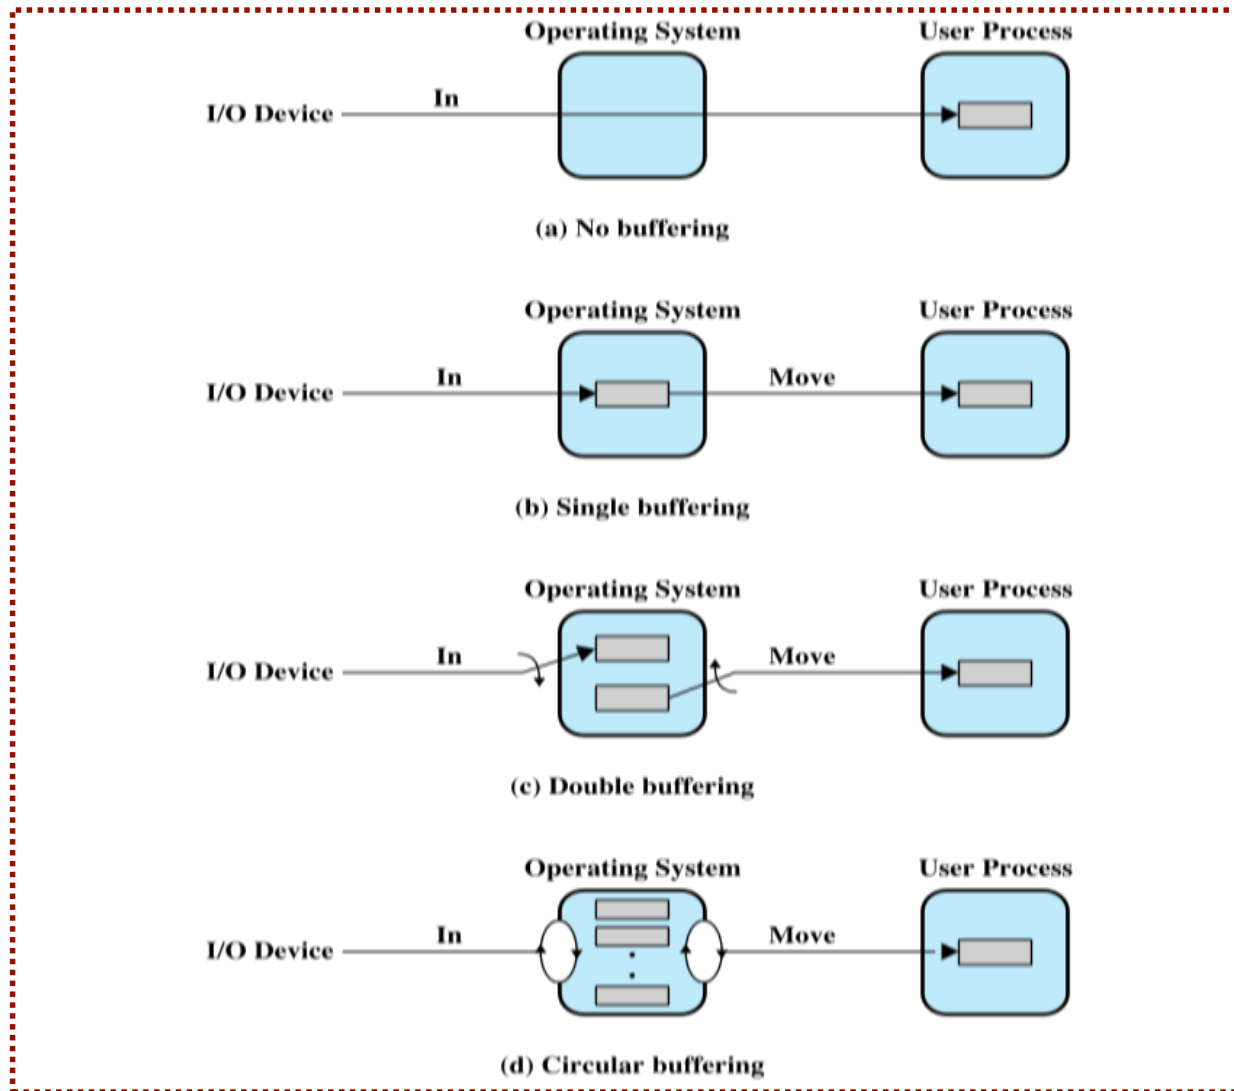 Operating System User Process
I/O Device In
(a) No buffering
Operating System User Process
I/O Device In Move
(b) Single buffering
Operating System User Process
I/O Device In Move
(c) Double buffering
Operating System User Process
I/O Device In Move
(d) Circular buffering